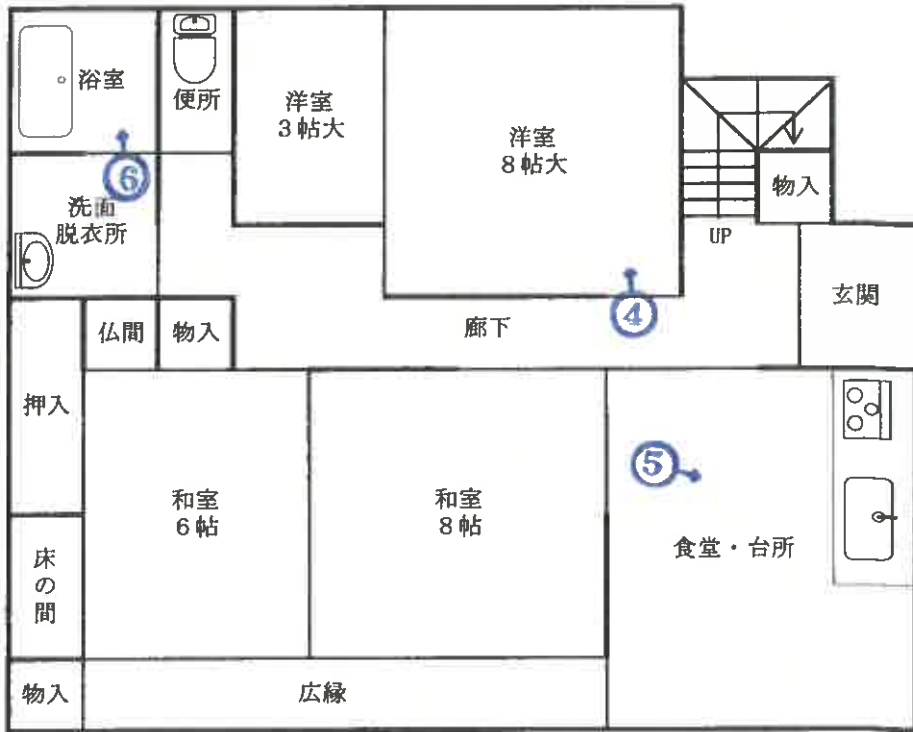 浴室
便所
洋室
3帖大
洋室
8帖大
物入
UP
⑥
洗面
脱衣所
玄関
④
仏間
物入
廊下
押入
⑤
和室
6帖
和室
8帖
食堂・台所
床の間
物入
広縁